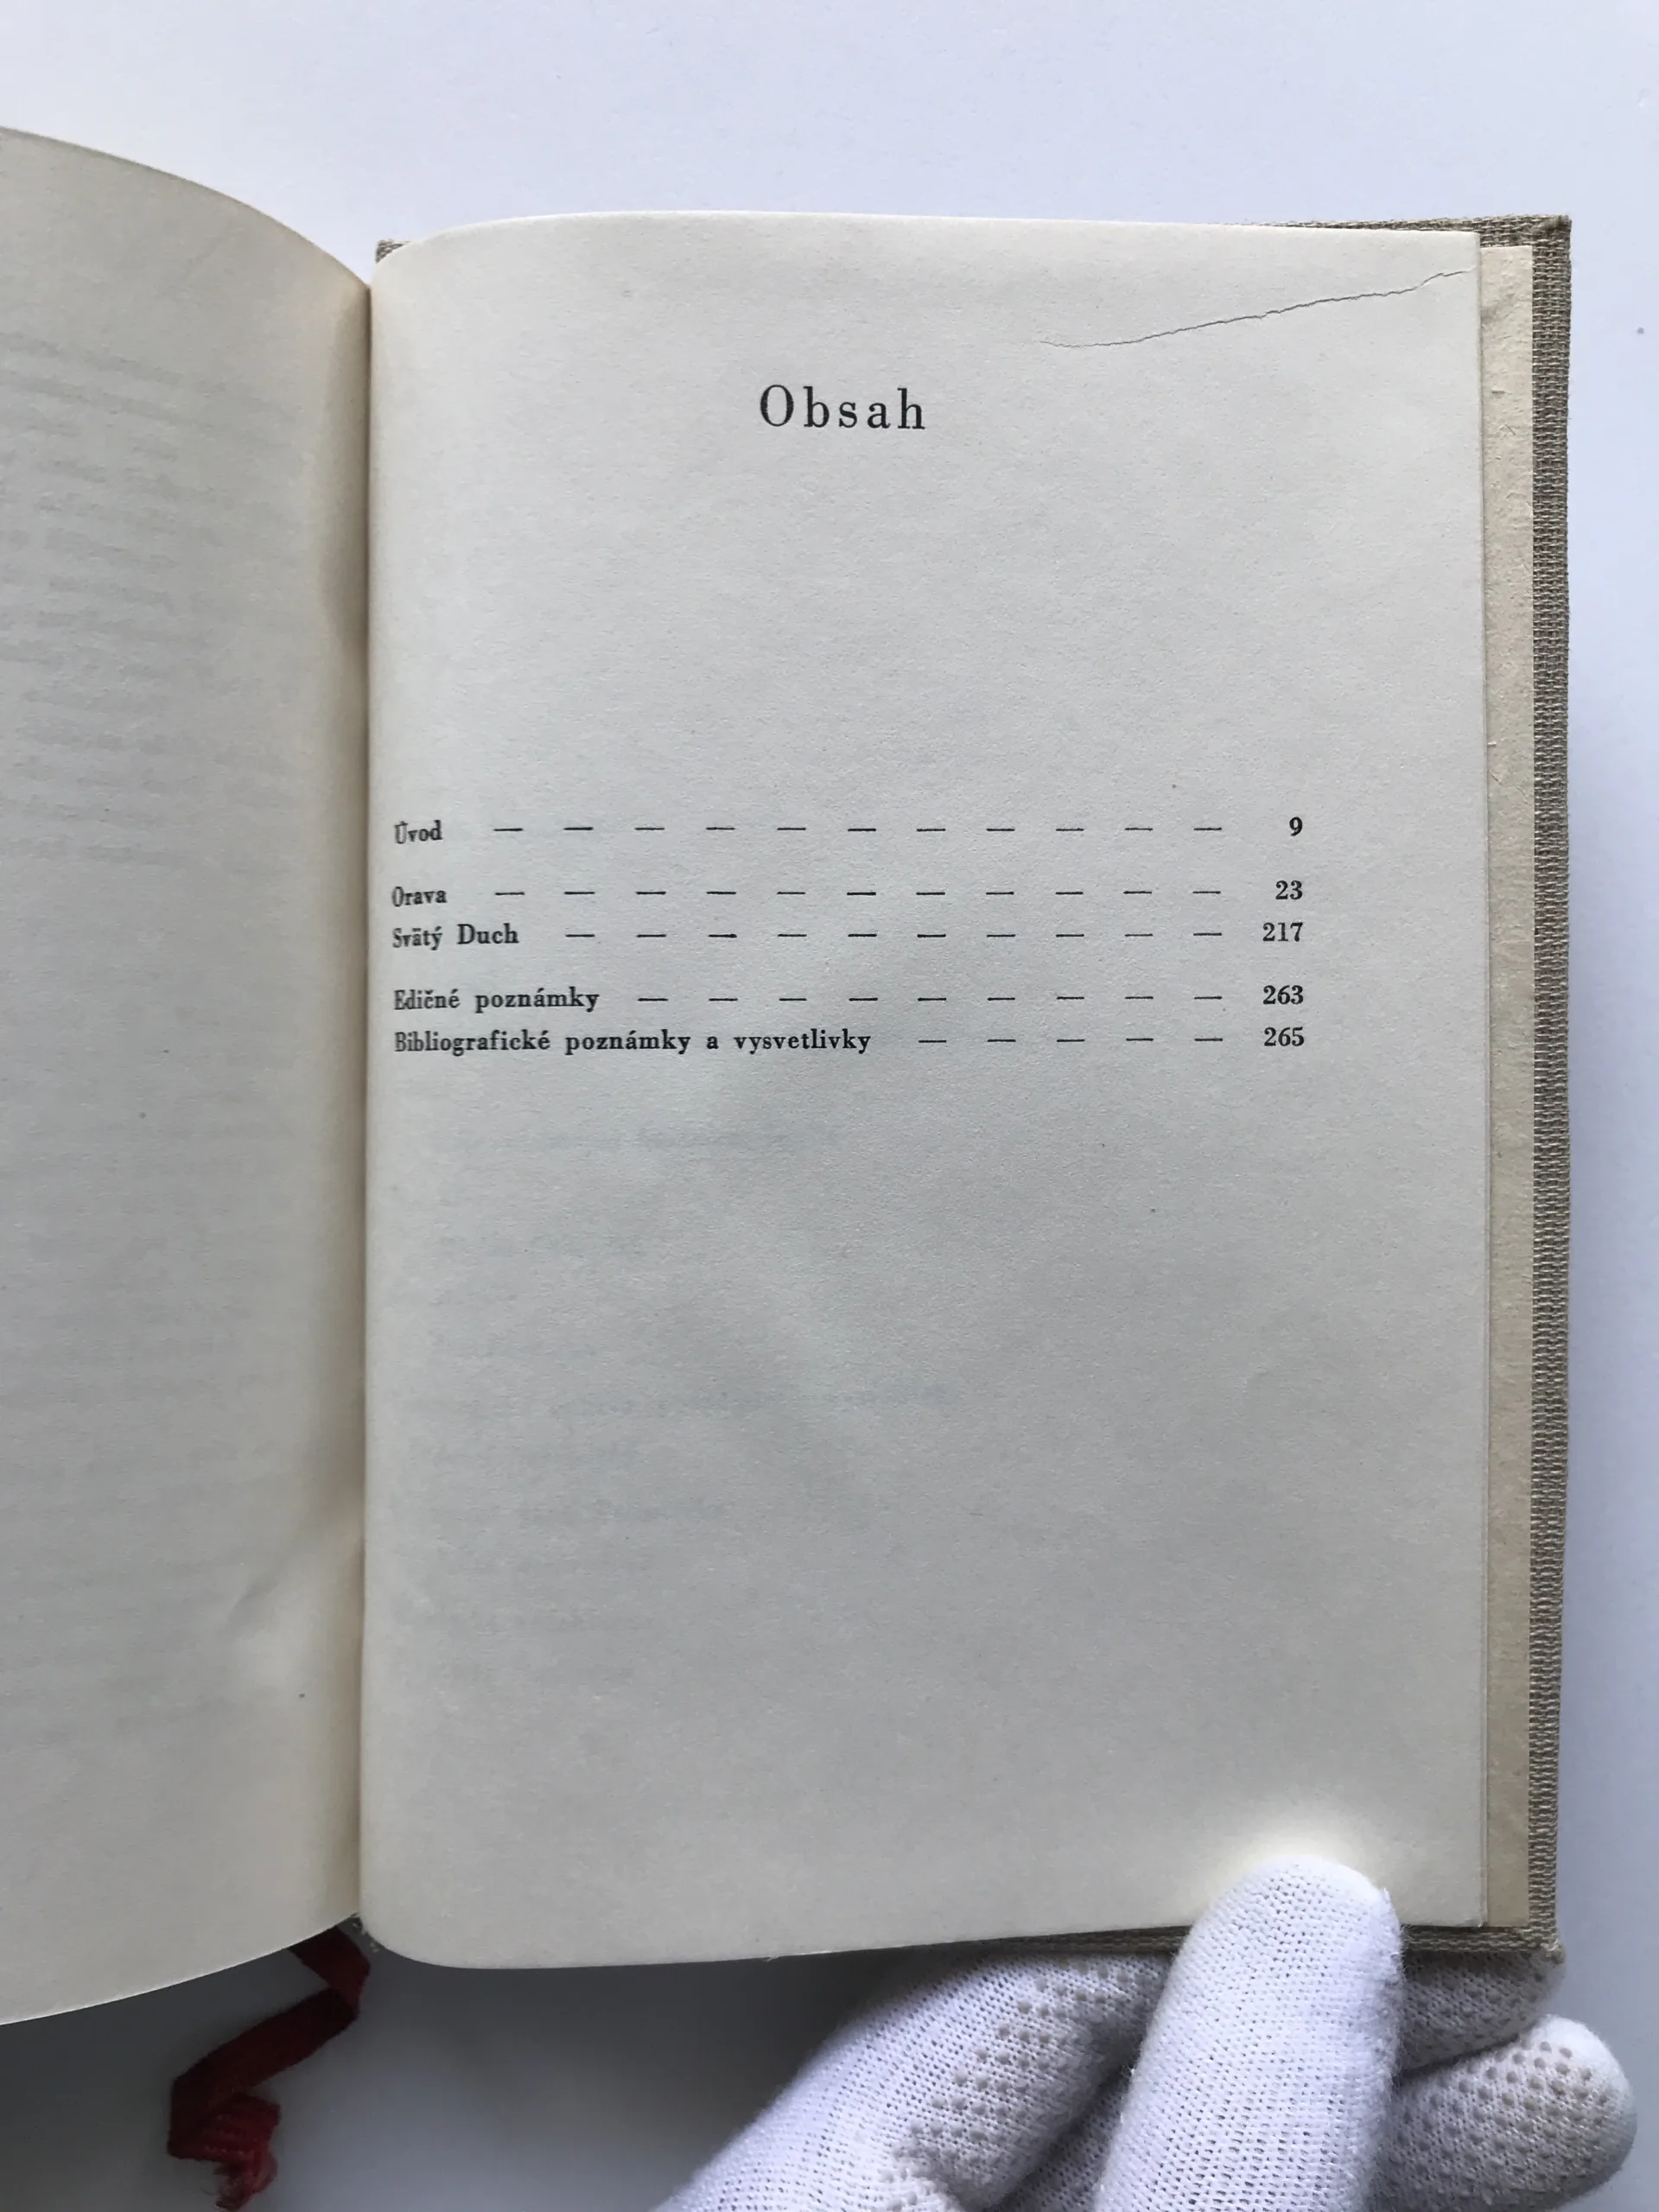 Obsah
Úvod — — — — — — — — — — — 9
Orava — — — — — — — — — — — 23
Svätý Duch — — — — — — — — — — 217
Edičné poznámky — — — — — — — — — 263
Bibliografické poznámky a vysvetlivky — — — — — 265